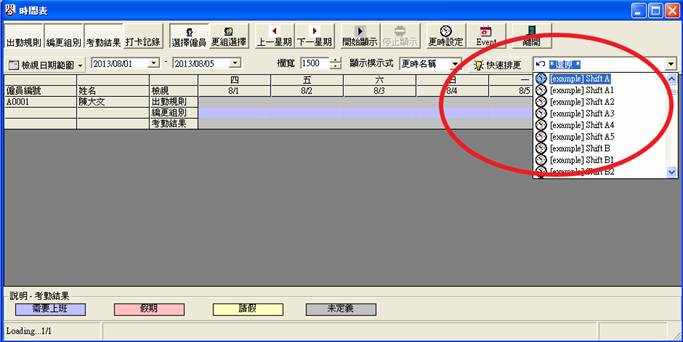 時間表
出勤規則 編更組別 考勤結果 打卡記錄 選擇僱員 更組選擇 上一星期 下一星期 開始顯示 停止顯示 更時設定 Event 離開
檢視日期範圍 2013/08/01 - 2013/08/05 欄寬 1500 顯示模示式 更時名稱 快速排更 * 還原 *
四 五 六 日 一
僱員編號 姓名 檢視 8/1 8/2 8/3 8/4 8/5
A0001 陳大文 出勤規則
編更組別
考勤結果
[example] Shift A
[example] Shift A1
[example] Shift A2
[example] Shift A3
[example] Shift A4
[example] Shift A5
[example] Shift B
[example] Shift B1
[example] Shift B2
說明 - 考勤結果
需要上班 假期 請假 未定義
Loading...1/1